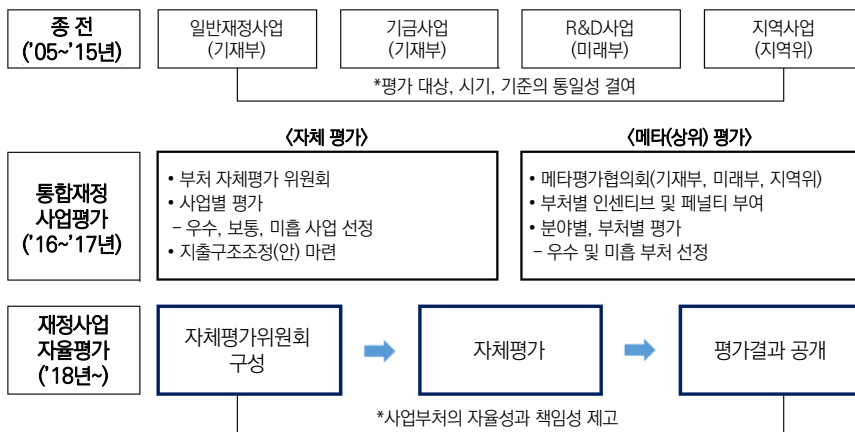 종 전
('05~'15년)
일반재정사업
(기재부)
기금사업
(기재부)
R&D사업
(미래부)
지역사업
(지역위)
*평가 대상, 시기, 기준의 통일성 결여
통합재정
사업평가
('16~'17년)
〈자체 평가〉
• 부처 자체평가 위원회
• 사업별 평가
– 우수, 보통, 미흡 사업 선정
• 지출구조조정(안) 마련
〈메타(상위) 평가〉
• 메타평가협의회(기재부, 미래부, 지역위)
• 부처별 인센티브 및 페널티 부여
• 분야별, 부처별 평가
– 우수 및 미흡 부처 선정
재정사업
자율평가
('18년~)
자체평가위원회
구성
자체평가
평가결과 공개
*사업부처의 자율성과 책임성 제고